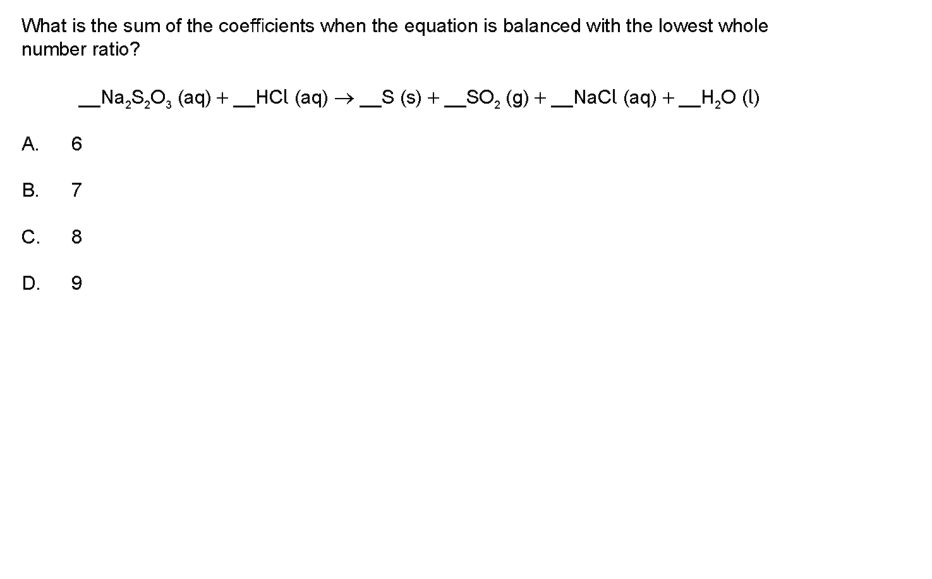 What is the sum of the coefficients when the equation is balanced with the lowest whole
number ratio?
__Na₂S₂O₃ (aq) + __HCl (aq) → __S (s) + __SO₂ (g) + __NaCl (aq) + __H₂O (l)
A. 6
B. 7
C. 8
D. 9